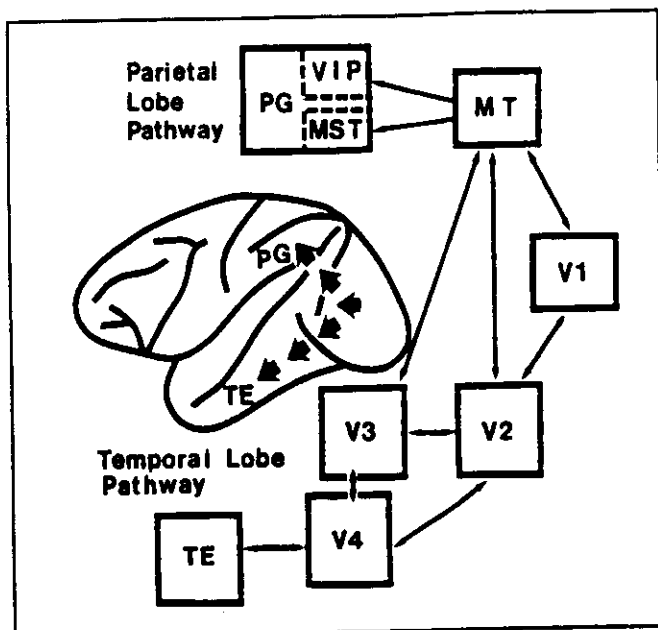 Parietal
Lobe
Pathway
PG
VIP
MST
MT
V1
PG
TE
V3
V2
Temporal Lobe
Pathway
TE
V4